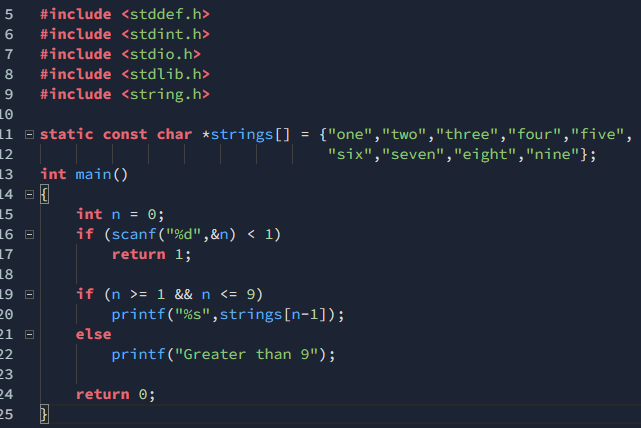 5 #include <stddef.h>
6 #include <stdint.h>
7 #include <stdio.h>
8 #include <stdlib.h>
9 #include <string.h>
10
11 static const char *strings[] = {"one","two","three","four","five",
12 "six","seven","eight","nine"};
13 int main()
14 {
15     int n = 0;
16     if (scanf("%d",&n) < 1)
17         return 1;
18
19     if (n >= 1 && n <= 9)
20         printf("%s",strings[n-1]);
21     else
22         printf("Greater than 9");
23
24     return 0;
25 }